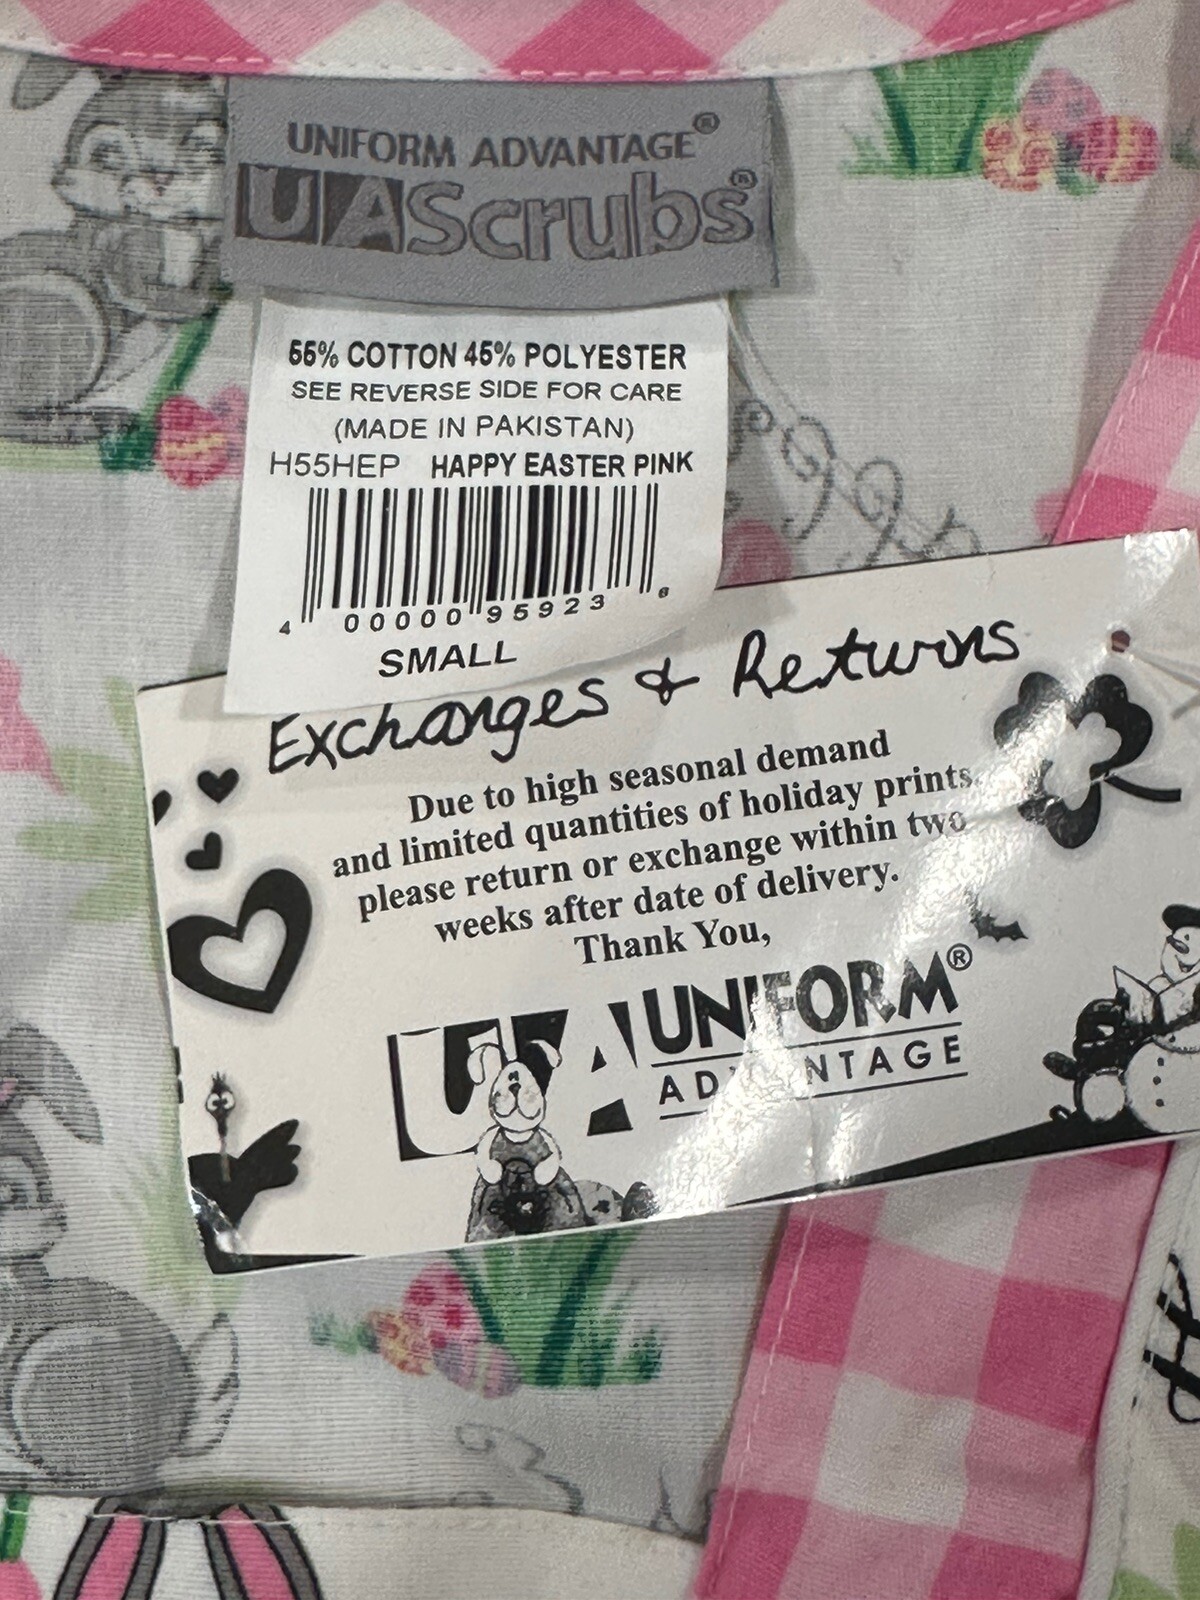 UNIFORM ADVANTAGE®
UAScrubs®
55% COTTON 45% POLYESTER
SEE REVERSE SIDE FOR CARE
(MADE IN PAKISTAN)
H55HEP HAPPY EASTER PINK
4 00000 95923 6
SMALL
Exchanges & Returns
Due to high seasonal demand
and limited quantities of holiday prints,
please return or exchange within two
weeks after date of delivery.
Thank You,
UA UNIFORM®
ADVANTAGE